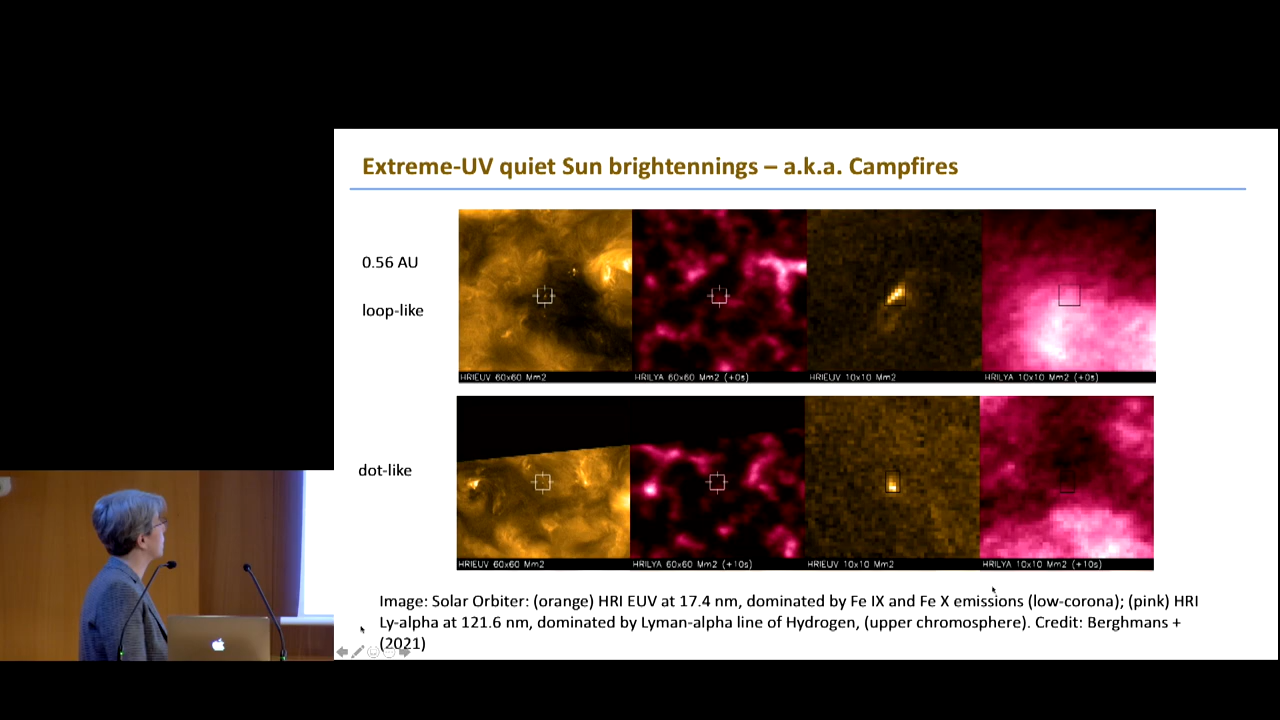 Extreme-UV quiet Sun brightennings – a.k.a. Campfires
0.56 AU
loop-like
HRIEUV 60x60 Mm2
HRILYA 60x60 Mm2 (+0s)
HRIEUV 10x10 Mm2
HRILYA 10x10 Mm2 (+0s)
dot-like
HRIEUV 60x60 Mm2
HRILYA 60x60 Mm2 (+10s)
HRIEUV 10x10 Mm2
HRILYA 10x10 Mm2 (+10s)
Image: Solar Orbiter: (orange) HRI EUV at 17.4 nm, dominated by Fe IX and Fe X emissions (low-corona); (pink) HRI
Ly-alpha at 121.6 nm, dominated by Lyman-alpha line of Hydrogen, (upper chromosphere). Credit: Berghmans +
(2021)